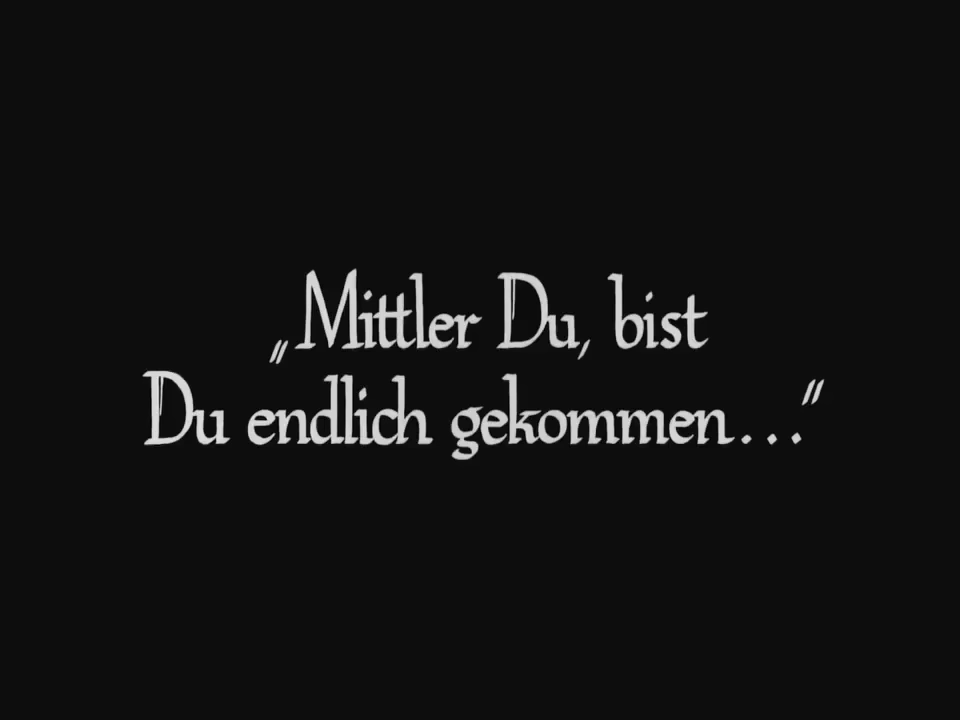 „Mittler Du, bist
Du endlich gekommen...“